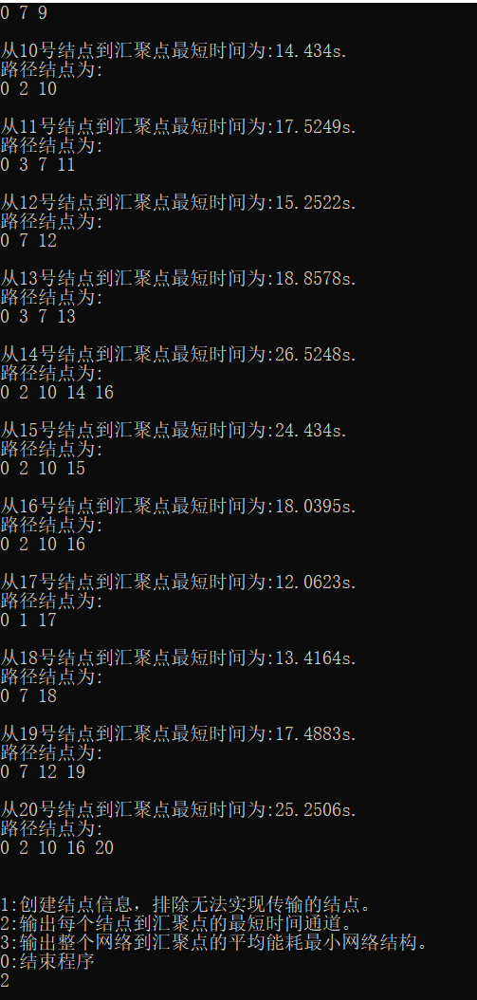 0 7 9
从10号结点到汇聚点最短时间为:14.434s.
路径结点为:
0 2 10
从11号结点到汇聚点最短时间为:17.5249s.
路径结点为:
0 3 7 11
从12号结点到汇聚点最短时间为:15.2522s.
路径结点为:
0 7 12
从13号结点到汇聚点最短时间为:18.8578s.
路径结点为:
0 3 7 13
从14号结点到汇聚点最短时间为:26.5248s.
路径结点为:
0 2 10 14 16
从15号结点到汇聚点最短时间为:24.434s.
路径结点为:
0 2 10 15
从16号结点到汇聚点最短时间为:18.0395s.
路径结点为:
0 2 10 16
从17号结点到汇聚点最短时间为:12.0623s.
路径结点为:
0 1 17
从18号结点到汇聚点最短时间为:13.4164s.
路径结点为:
0 7 18
从19号结点到汇聚点最短时间为:17.4883s.
路径结点为:
0 7 12 19
从20号结点到汇聚点最短时间为:25.2506s.
路径结点为:
0 2 10 16 20
1:创建结点信息，排除无法实现传输的结点。
2:输出每个结点到汇聚点的最短时间通道。
3:输出整个网络到汇聚点的平均能耗最小网络结构。
0:结束程序
2